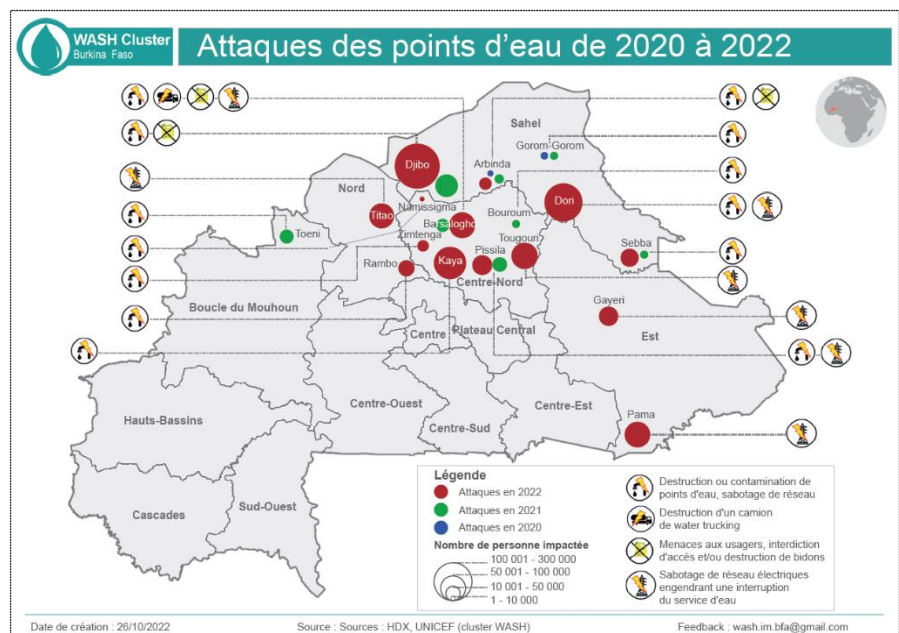 WASH Cluster
Burkina Faso
Attaques des points d'eau de 2020 à 2022
Sahel
Gorom-Gorom
Arbinda
Djibo
Nord
Namissigma
Dori
Titao
Barsalogho
Bouroum
Toeni
Zimtenga
Tougouri
Pissila
Sebba
Rambo
Kaya
Centre-Nord
Gayeri
Boucle du Mouhoun
Centre
Plateau Central
Est
Hauts-Bassins
Centre-Ouest
Centre-Est
Pama
Centre-Sud
Cascades
Sud-Ouest
Légende
Attaques en 2022
Attaques en 2021
Attaques en 2020
Nombre de personne impactée
100 001 - 300 000
50 001 - 100 000
10 001 - 50 000
1 - 10 000
Destruction ou contamination de
points d'eau, sabotage de réseau
Destruction d'un camion
de water trucking
Menaces aux usagers, interdiction
d'accès et/ou destruction de bidons
Sabotage de réseau électriques
engendrant une interruption
du service d'eau
Date de création : 26/10/2022
Source : Sources : HDX, UNICEF (cluster WASH)
Feedback : wash.im.bfa@gmail.com